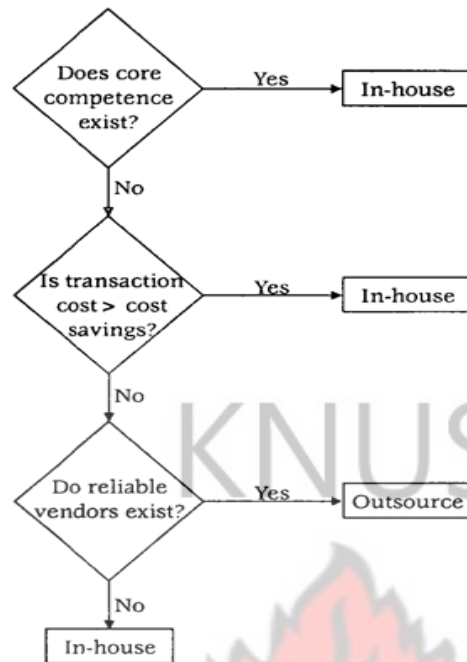 Does core
competence
exist?
Yes
In-house
No
Is transaction
cost > cost
savings?
Yes
In-house
No
KNUS
Do reliable
vendors exist?
Yes
Outsource
No
In-house